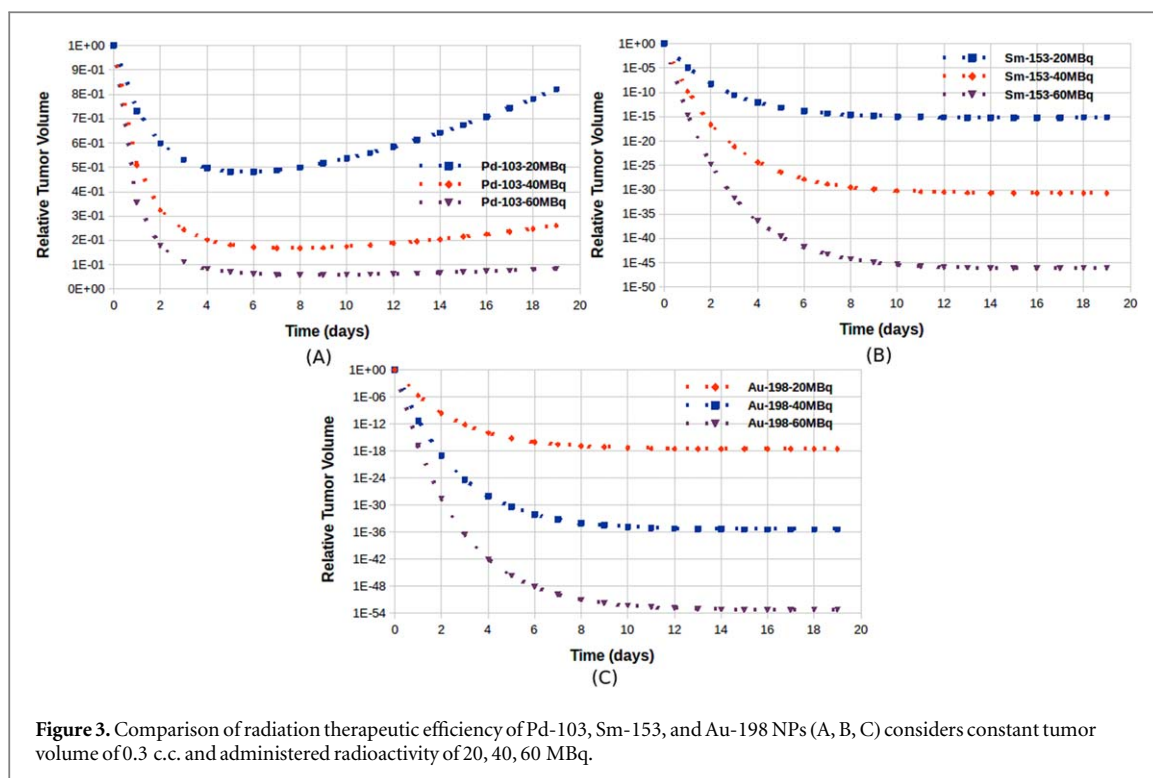 1E+00
9E-01
8E-01
7E-01
6E-01
5E-01
4E-01
3E-01
2E-01
1E-01
0E+00
Relative Tumor Volume
Pd-103-20MBq
Pd-103-40MBq
Pd-103-60MBq
0 2 4 6 8 10 12 14 16 18 20
Time (days)
(A)
1E+00
1E-05
1E-10
1E-15
1E-20
1E-25
1E-30
1E-35
1E-40
1E-45
1E-50
Relative Tumor Volume
Sm-153-20MBq
Sm-153-40MBq
Sm-153-60MBq
0 2 4 6 8 10 12 14 16 18 20
Time (days)
(B)
1E+00
1E-06
1E-12
1E-18
1E-24
1E-30
1E-36
1E-42
1E-48
1E-54
Relative Tumor Volume
Au-198-20MBq
Au-198-40MBq
Au-198-60MBq
0 2 4 6 8 10 12 14 16 18 20
Time (days)
(C)
Figure 3. Comparison of radiation therapeutic efficiency of Pd-103, Sm-153, and Au-198 NPs (A, B, C) considers constant tumor
volume of 0.3 c.c. and administered radioactivity of 20, 40, 60 MBq.